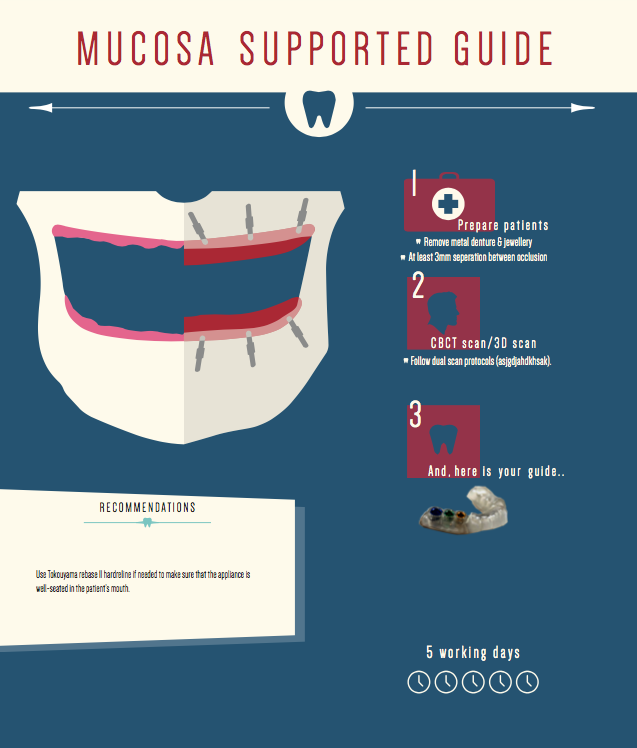 MUCOSA SUPPORTED GUIDE
1
Prepare patients
Remove metal denture & jewellery
At least 3mm seperation between occlusion
2
CBCT scan/3D scan
Follow dual scan protocols (asjgdjahdkhsak).
3
And, here is your guide..
RECOMMENDATIONS
Use Tokouyama rebase II hardreline if needed to make sure that the appliance is
well-seated in the patient's mouth.
5 working days